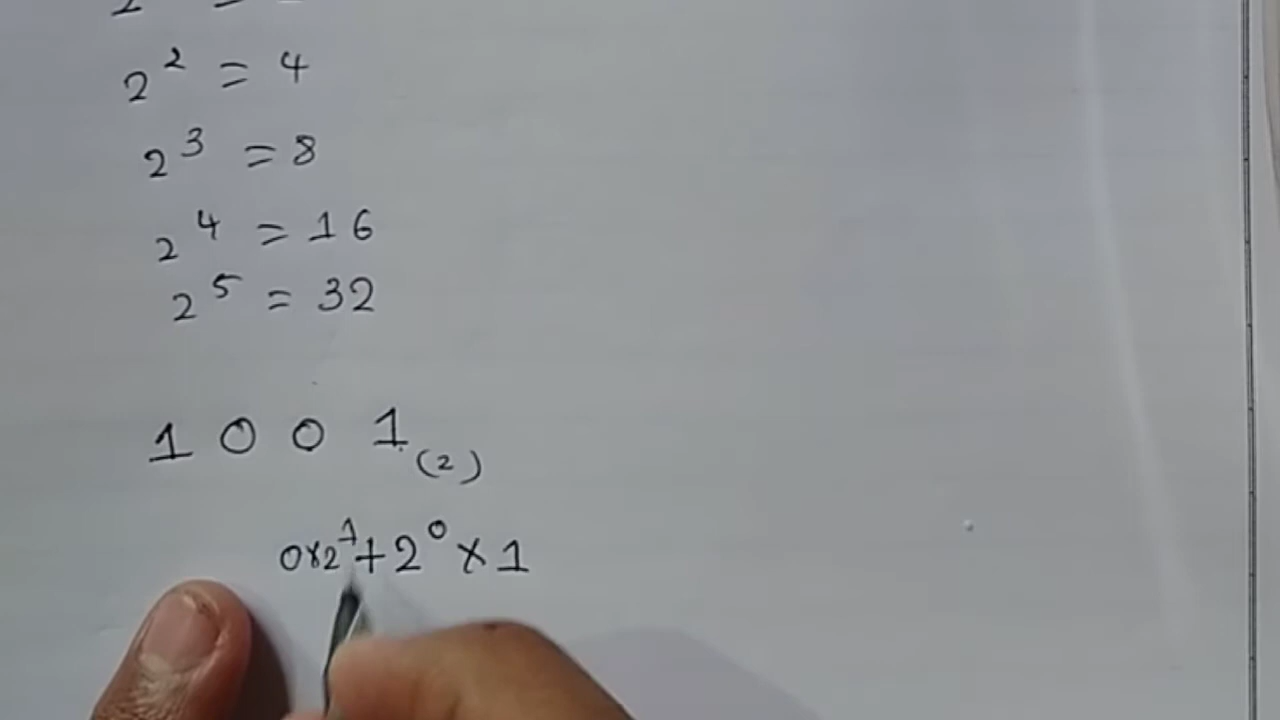 2² = 4
2³ = 8
2⁴ = 16
2⁵ = 32
1 0 0 1₍₂₎
0×2¹+2⁰×1